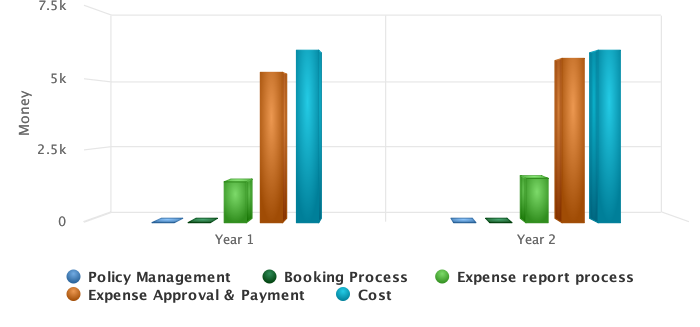 7.5k
5k
2.5k
0
Money
Year 1 Year 2
Policy Management Booking Process Expense report process
Expense Approval & Payment Cost